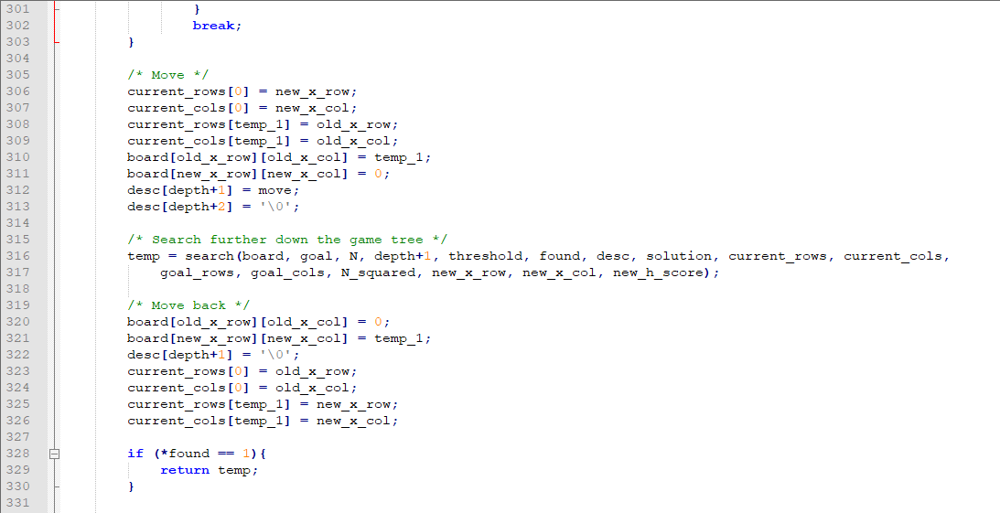 301                 }
302                 break;
303         }
304
305         /* Move */
306         current_rows[0] = new_x_row;
307         current_cols[0] = new_x_col;
308         current_rows[temp_1] = old_x_row;
309         current_cols[temp_1] = old_x_col;
310         board[old_x_row][old_x_col] = temp_1;
311         board[new_x_row][new_x_col] = 0;
312         desc[depth+1] = move;
313         desc[depth+2] = '\0';
314
315         /* Search further down the game tree */
316         temp = search(board, goal, N, depth+1, threshold, found, desc, solution, current_rows, current_cols,
317             goal_rows, goal_cols, N_squared, new_x_row, new_x_col, new_h_score);
318
319         /* Move back */
320         board[old_x_row][old_x_col] = 0;
321         board[new_x_row][new_x_col] = temp_1;
322         desc[depth+1] = '\0';
323         current_rows[0] = old_x_row;
324         current_cols[0] = old_x_col;
325         current_rows[temp_1] = new_x_row;
326         current_cols[temp_1] = new_x_col;
327
328         if (*found == 1){
329             return temp;
330         }
331